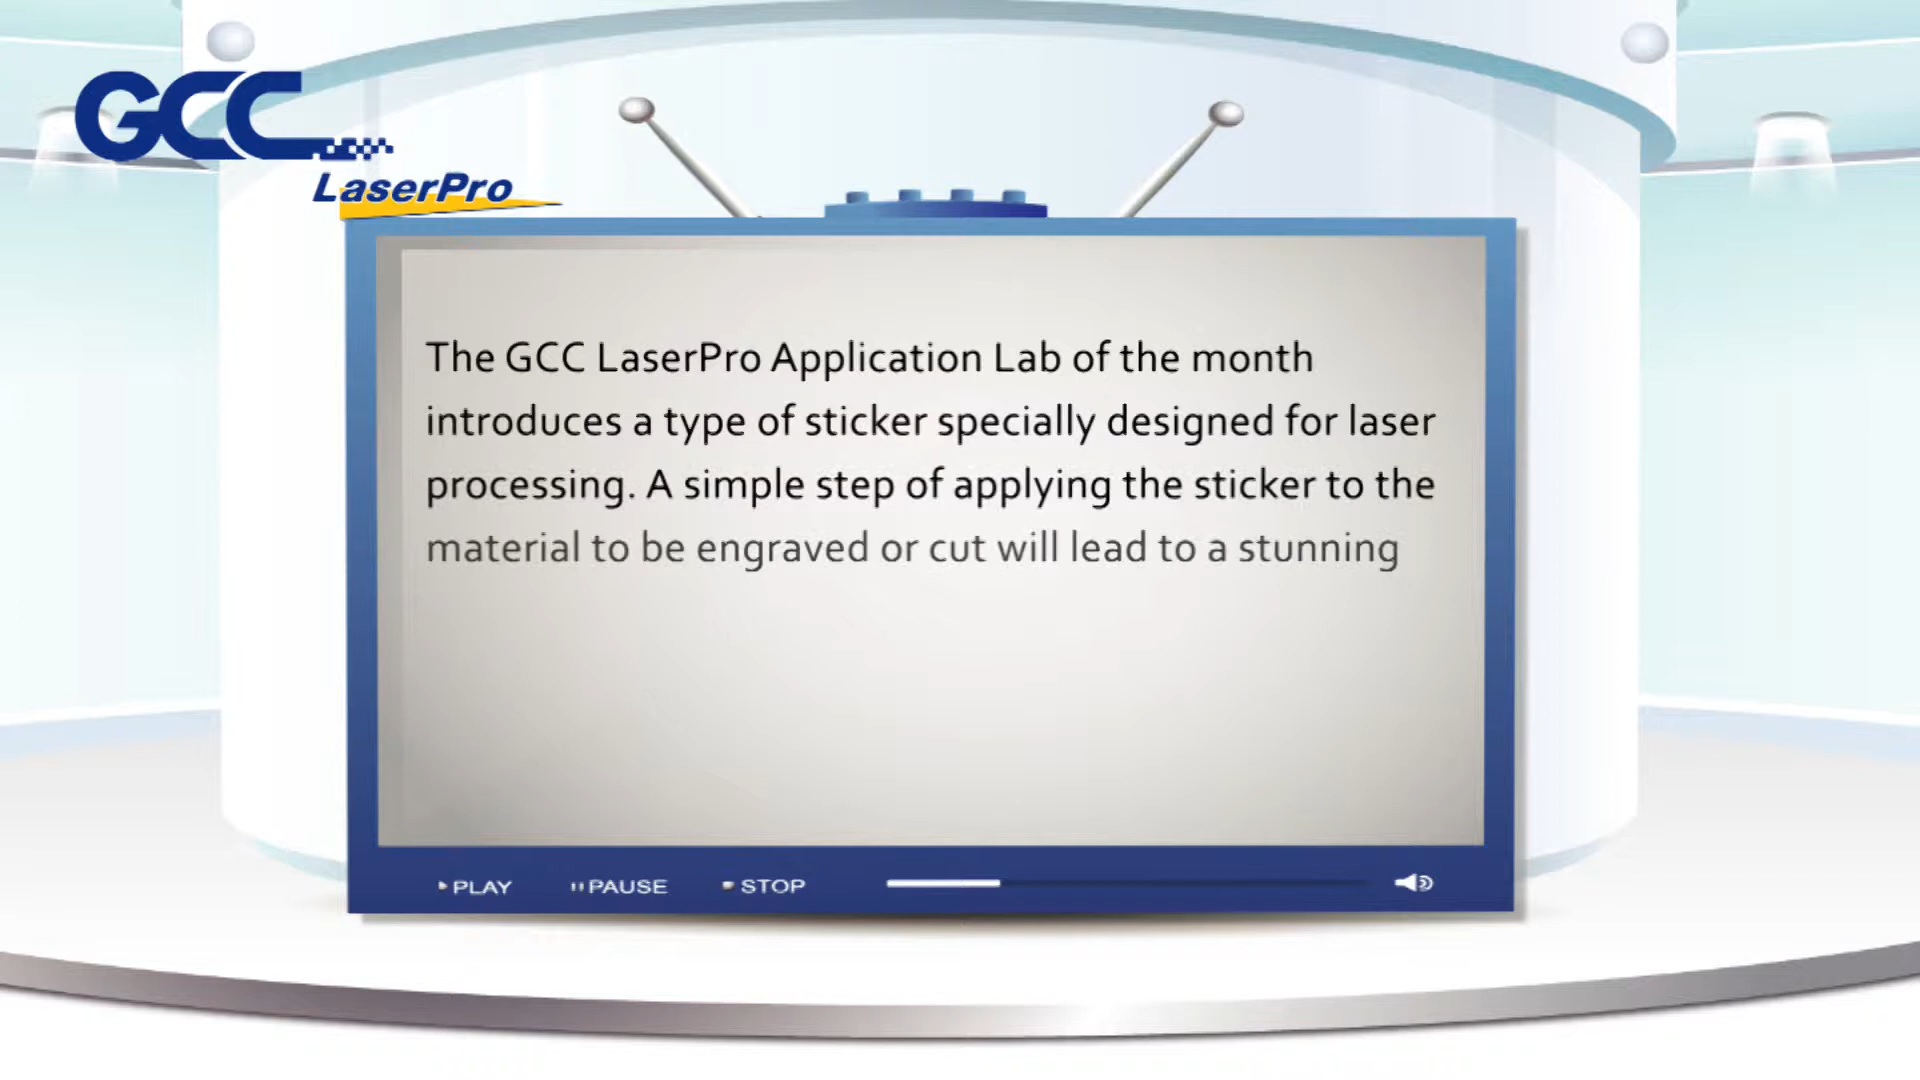 GCC
LaserPro
The GCC LaserPro Application Lab of the month
introduces a type of sticker specially designed for laser
processing. A simple step of applying the sticker to the
material to be engraved or cut will lead to a stunning
PLAY PAUSE STOP